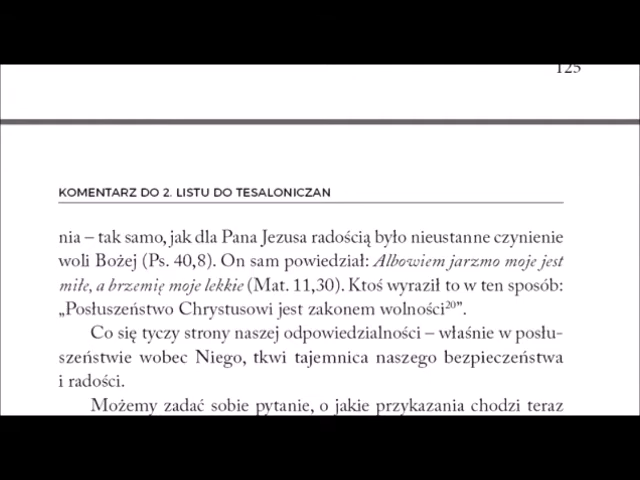 125
KOMENTARZ DO 2. LISTU DO TESALONICZAN
nia – tak samo, jak dla Pana Jezusa radością było nieustanne czynienie
woli Bożej (Ps. 40,8). On sam powiedział: Albowiem jarzmo moje jest
miłe, a brzemię moje lekkie (Mat. 11,30). Ktoś wyraził to w ten sposób:
„Posłuszeństwo Chrystusowi jest zakonem wolności²⁰”.
Co się tyczy strony naszej odpowiedzialności – właśnie w posłu-
szeństwie wobec Niego, tkwi tajemnica naszego bezpieczeństwa
i radości.
Możemy zadać sobie pytanie, o jakie przykazania chodzi teraz